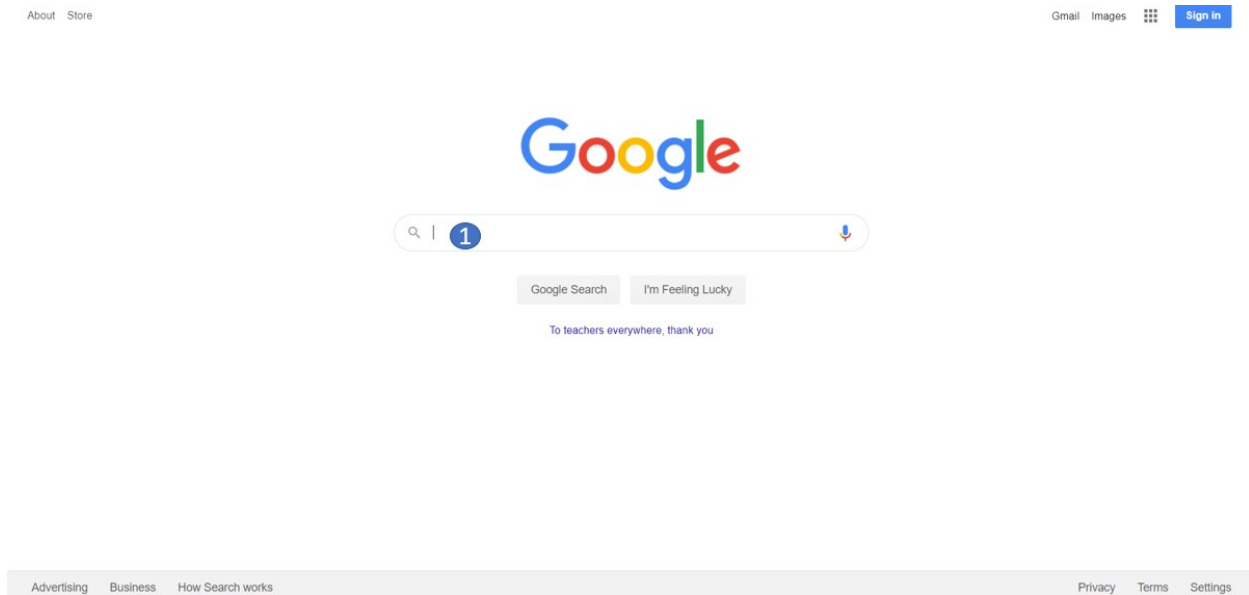 About Store Gmail Images Sign in
Google
1
Google Search I'm Feeling Lucky
To teachers everywhere, thank you
Advertising Business How Search works Privacy Terms Settings